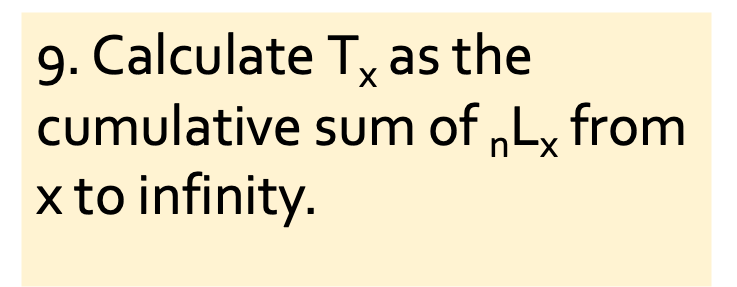 9. Calculate Tₓ as the
cumulative sum of ₙLₓ from
x to infinity.